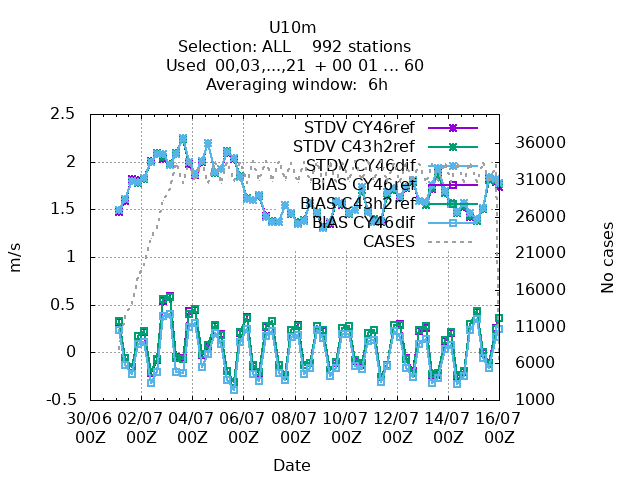 U10m
Selection: ALL 992 stations
Used 00,03,...,21 + 00 01 ... 60
Averaging window: 6h
STDV CY46ref
STDV C43h2ref
STDV CY46dif
BIAS CY46ref
BIAS C43h2ref
BIAS CY46dif
CASES
2.5
2
1.5
1
0.5
0
-0.5
m/s
36000
31000
26000
21000
16000
11000
6000
1000
No cases
30/06 02/07 04/07 06/07 08/07 10/07 12/07 14/07 16/07
00Z 00Z 00Z 00Z 00Z 00Z 00Z 00Z 00Z
Date